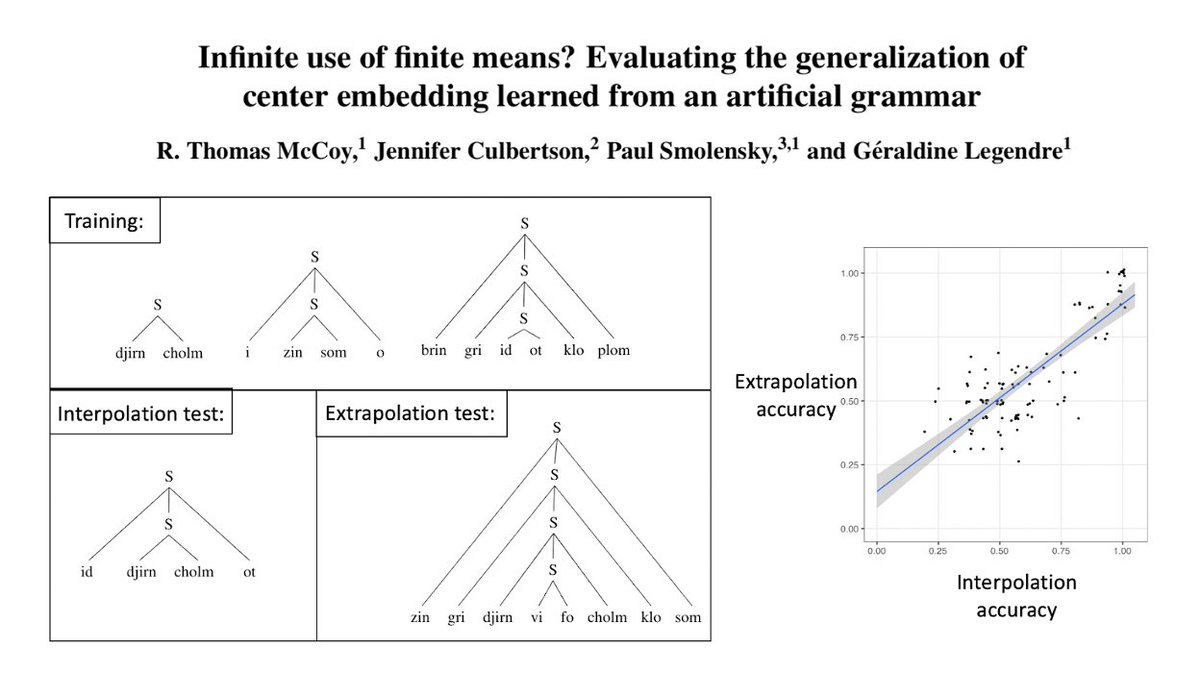 Infinite use of finite means? Evaluating the generalization of
center embedding learned from an artificial grammar
R. Thomas McCoy,1 Jennifer Culbertson,2 Paul Smolensky,3,1 and Géraldine Legendre1
Training:
S
djirn cholm
S
S
i zin som o
S
S
S
brin gri id ot klo plom
Interpolation test:
S
S
id djirn cholm ot
Extrapolation test:
S
S
S
S
zin gri djirn vi fo cholm klo som
Extrapolation
accuracy
1.00
0.75
0.50
0.25
0.00
0.00 0.25 0.50 0.75 1.00
Interpolation
accuracy